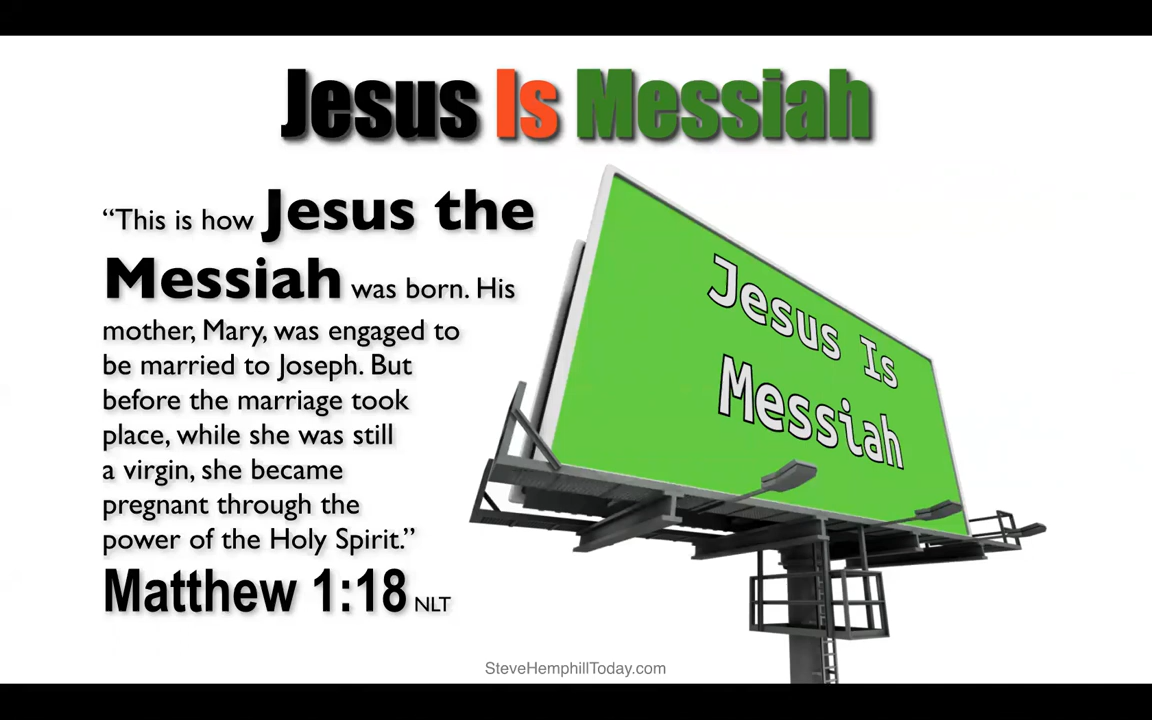 Jesus Is Messiah
“This is how Jesus the
Messiah was born. His
mother, Mary, was engaged to
be married to Joseph. But
before the marriage took
place, while she was still
a virgin, she became
pregnant through the
power of the Holy Spirit.”
Matthew 1:18 NLT
Jesus Is
Messiah
SteveHemphillToday.com